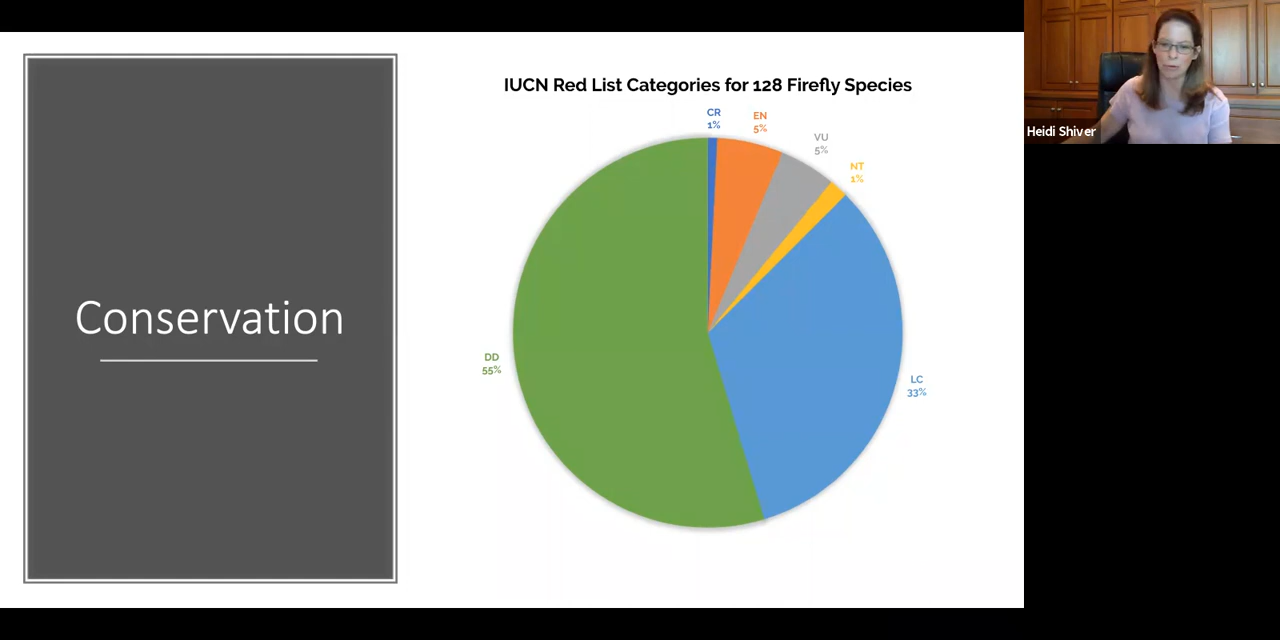 Conservation
IUCN Red List Categories for 128 Firefly Species
CR
1%
EN
5%
VU
5%
NT
1%
LC
33%
DD
55%
Heidi Shiver